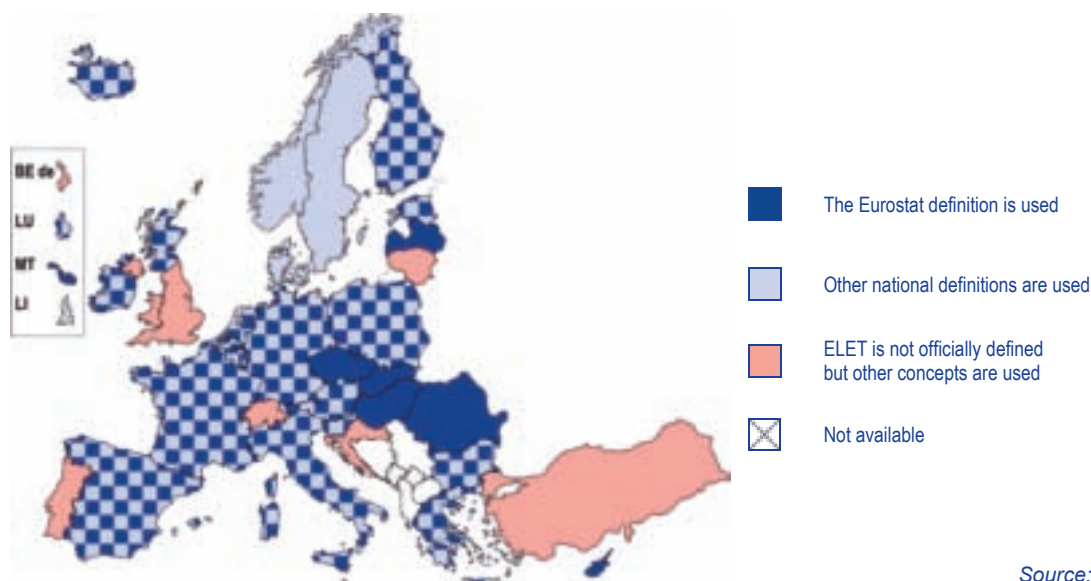 BE de
LU
MT
LI
The Eurostat definition is used
Other national definitions are used
ELET is not officially defined
but other concepts are used
Not available
Source: